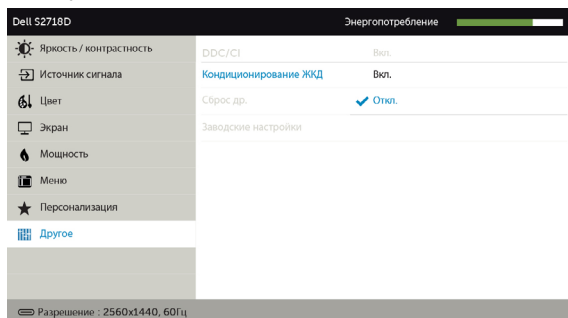 Dell S2718D Энергопотребление
Яркость / контрастность
Источник сигнала
Цвет
Экран
Мощность
Меню
Персонализация
Другое
DDC/CI Вкл.
Кондиционирование ЖКД Вкл.
Сброс др. Откл.
Заводские настройки
Разрешение : 2560x1440, 60Гц